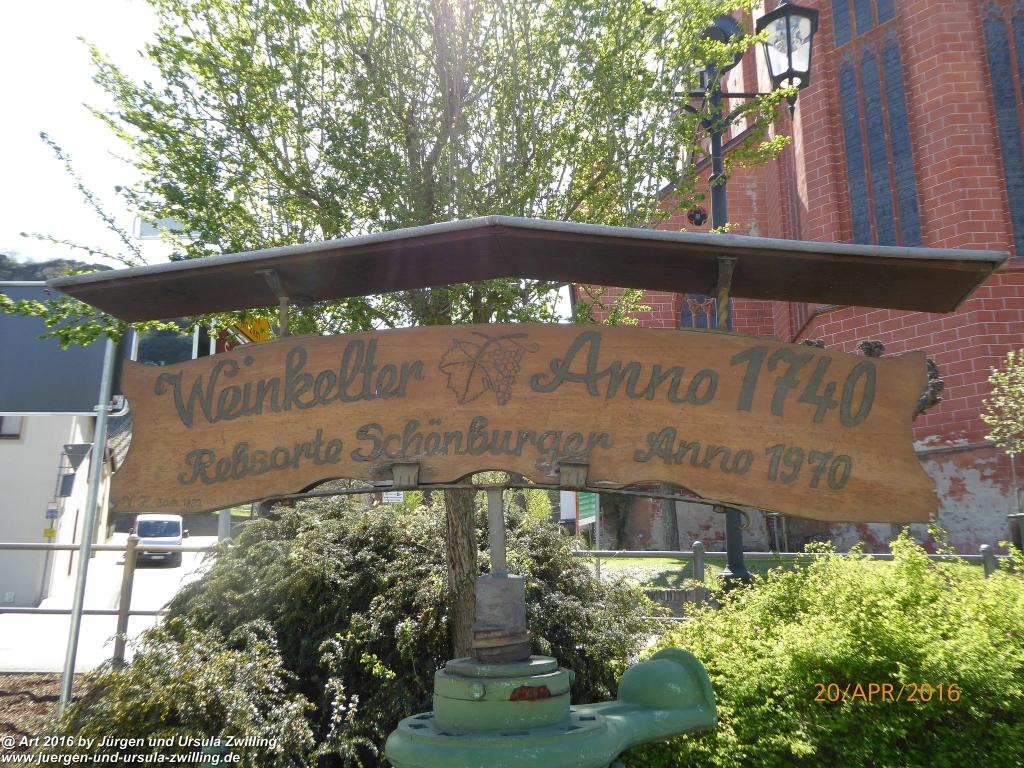 Weinkelter Anno 1740
Rebsorte Schönburger Anno 1970
20/APR/2016
@ Art 2016 by Jürgen und Ursula Zwilling
www.juergen-und-ursula-zwilling.de